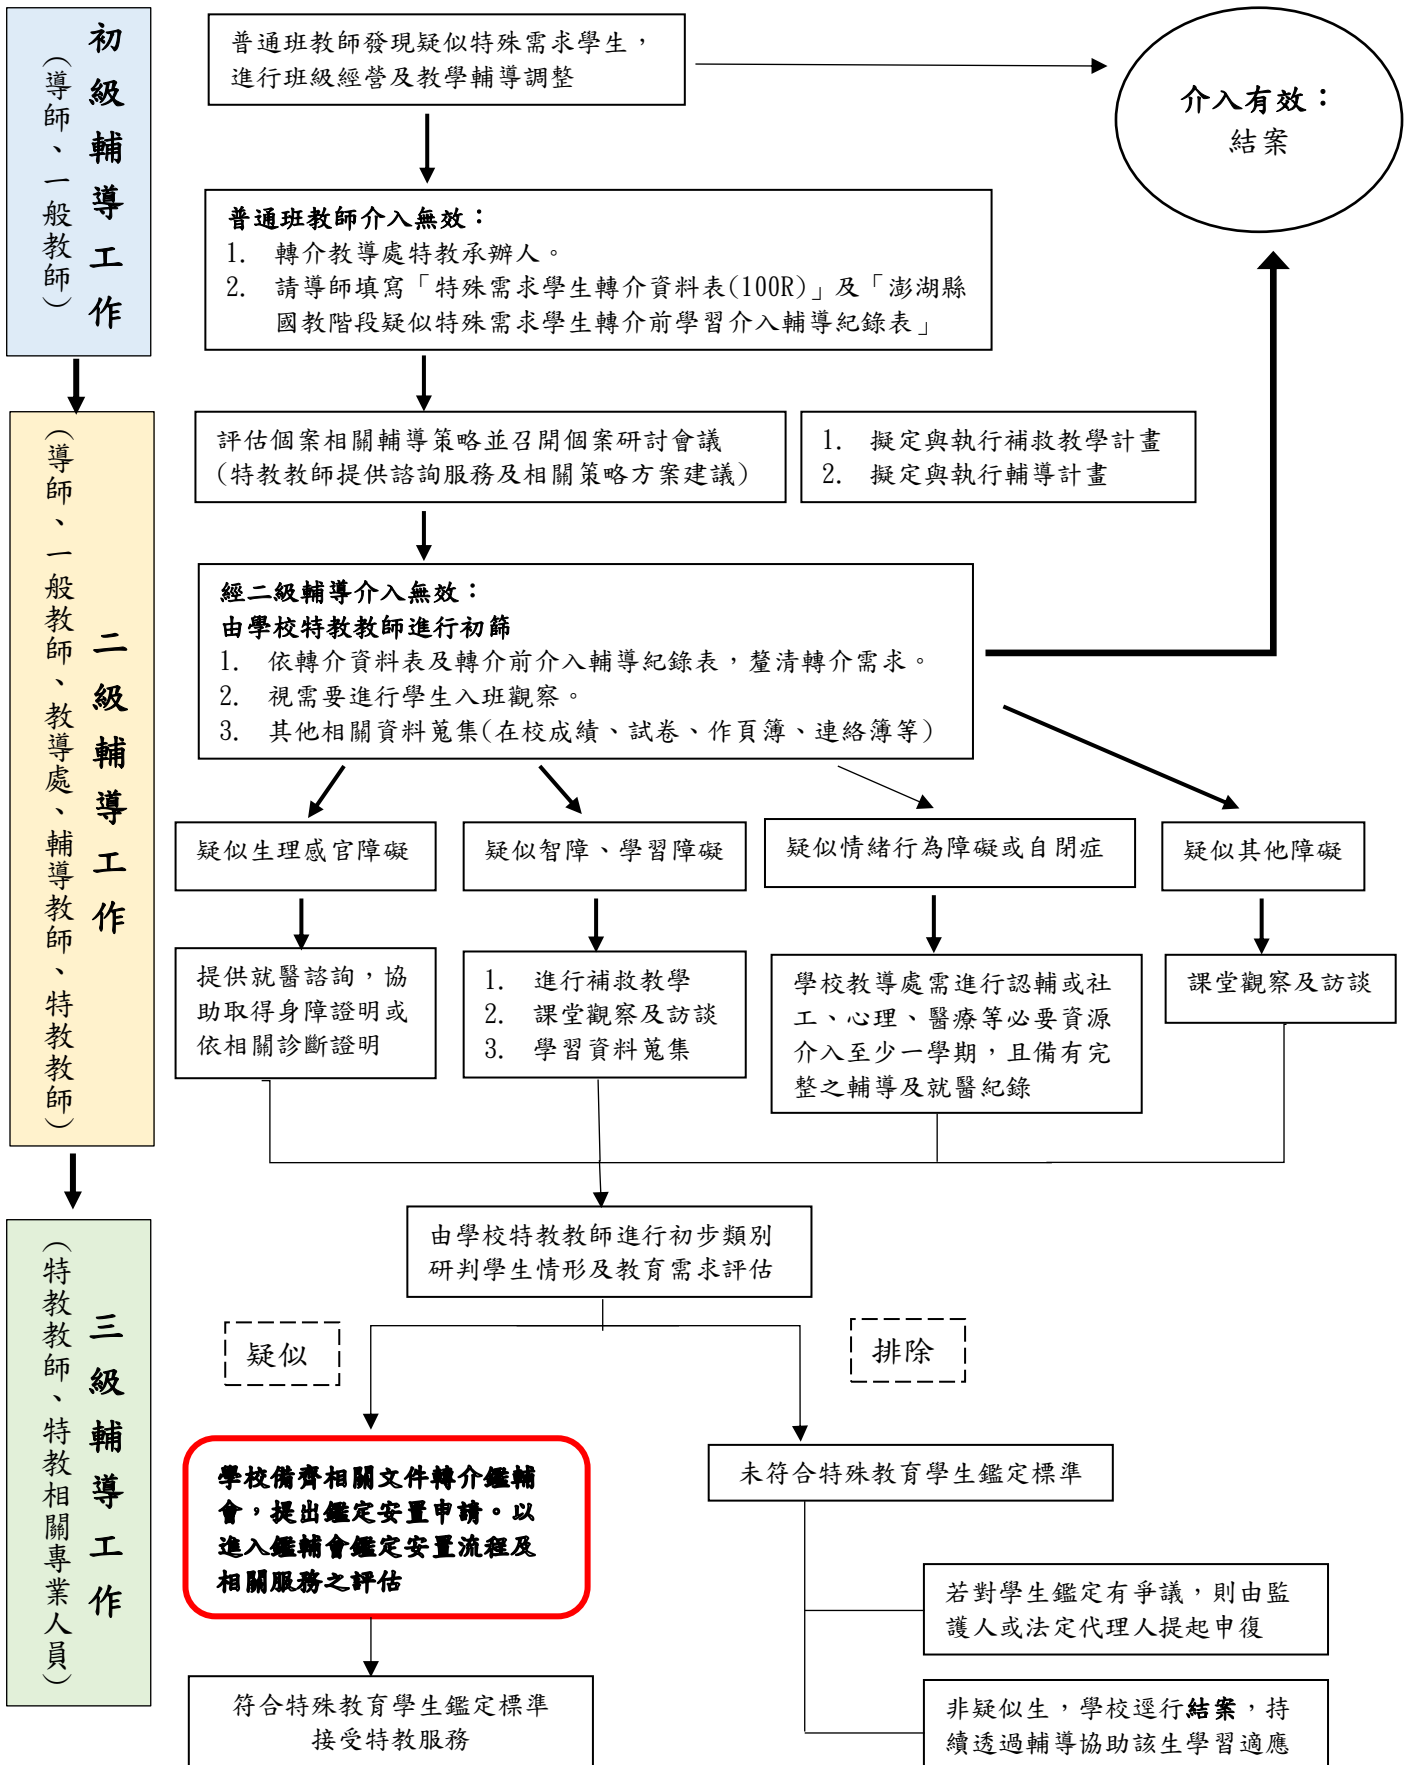 初級輔導工作
（導師、一般教師）
普通班教師發現疑似特殊需求學生，
進行班級經營及教學輔導調整
介入有效：
結案
普通班教師介入無效：
1. 轉介教導處特教承辦人。
2. 請導師填寫「特殊需求學生轉介資料表(100R)」及「澎湖縣
國教階段疑似特殊需求學生轉介前學習介入輔導紀錄表」
二級輔導工作
（導師、一般教師、教導處、輔導教師、特教教師）
評估個案相關輔導策略並召開個案研討會議
(特教教師提供諮詢服務及相關策略方案建議)
1. 擬定與執行補救教學計畫
2. 擬定與執行輔導計畫
經二級輔導介入無效：
由學校特教教師進行初篩
1. 依轉介資料表及轉介前介入輔導紀錄表，釐清轉介需求。
2. 視需要進行學生入班觀察。
3. 其他相關資料蒐集(在校成績、試卷、作頁簿、連絡簿等)
疑似生理感官障礙
疑似智障、學習障礙
疑似情緒行為障礙或自閉症
疑似其他障礙
提供就醫諮詢，協
助取得身障證明或
依相關診斷證明
1. 進行補救教學
2. 課堂觀察及訪談
3. 學習資料蒐集
學校教導處需進行認輔或社
工、心理、醫療等必要資源
介入至少一學期，且備有完
整之輔導及就醫紀錄
課堂觀察及訪談
三級輔導工作
（特教教師、特教相關專業人員）
由學校特教教師進行初步類別
研判學生情形及教育需求評估
疑似
排除
學校備齊相關文件轉介鑑輔
會，提出鑑定安置申請。以
進入鑑輔會鑑定安置流程及
相關服務之評估
未符合特殊教育學生鑑定標準
若對學生鑑定有爭議，則由監
護人或法定代理人提起申復
符合特殊教育學生鑑定標準
接受特教服務
非疑似生，學校逕行結案，持
續透過輔導協助該生學習適應